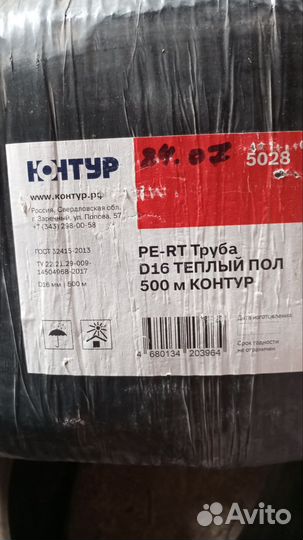 КОНТУР
www.контур.рф
Россия, Свердловская обл.
г. Заречный, ул. Попова, 57
+7 (343) 298-00-58
ГОСТ 32415-2013
ТУ 22.21.29-009-
14504968-2017
D16 мм | 500 м
5028
PE-RT Труба
D16 ТЕПЛЫЙ ПОЛ
500 м КОНТУР
4 680134 203964
Дата изготовления:
Срок годности
не ограничен
Avito